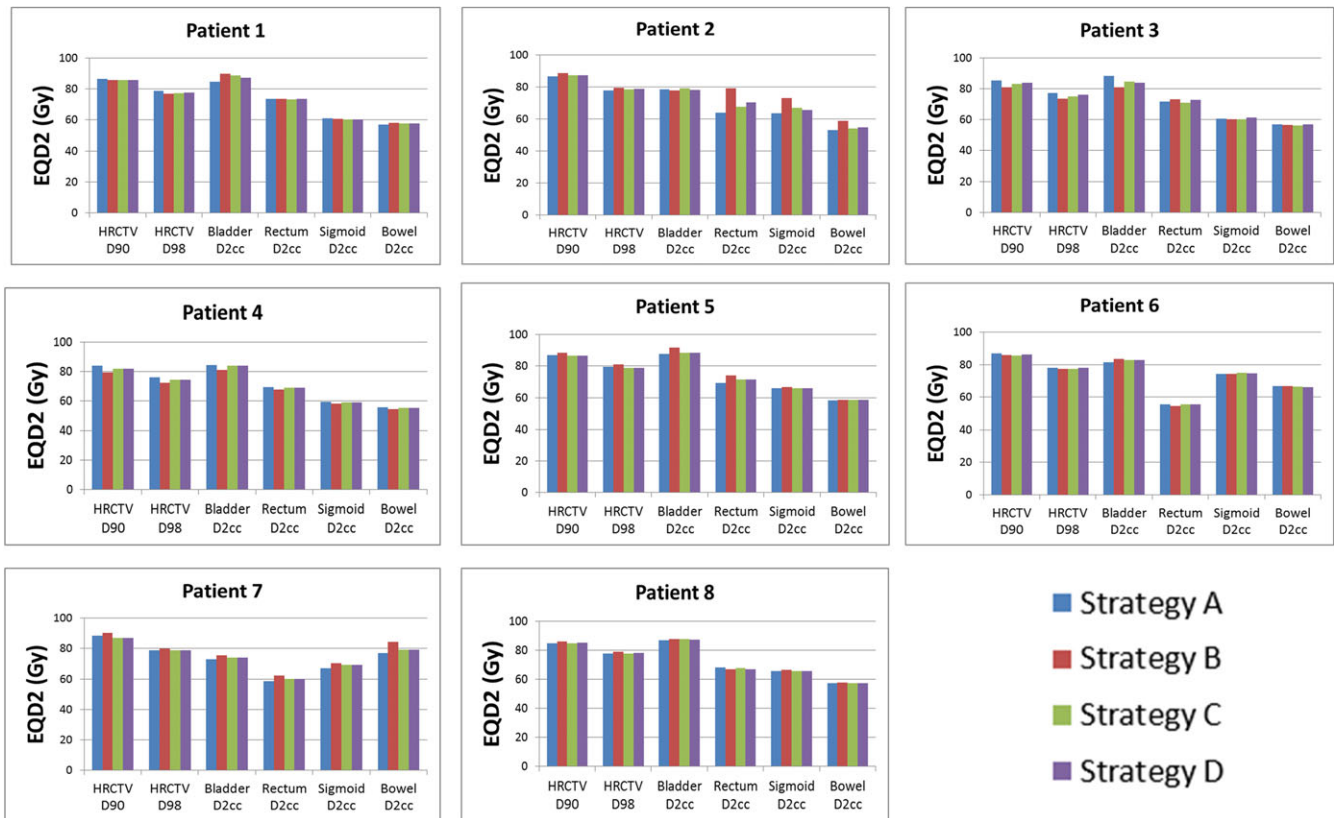 Patient 1
EQD2 (Gy)
100
80
60
40
20
0
HRCTV HRCTV Bladder Rectum Sigmoid Bowel
D90 D98 D2cc D2cc D2cc D2cc
Patient 2
EQD2 (Gy)
100
80
60
40
20
0
HRCTV HRCTV Bladder Rectum Sigmoid Bowel
D90 D98 D2cc D2cc D2cc D2cc
Patient 3
EQD2 (Gy)
100
80
60
40
20
0
HRCTV HRCTV Bladder Rectum Sigmoid Bowel
D90 D98 D2cc D2cc D2cc D2cc
Patient 4
EQD2 (Gy)
100
80
60
40
20
0
HRCTV HRCTV Bladder Rectum Sigmoid Bowel
D90 D98 D2cc D2cc D2cc D2cc
Patient 5
EQD2 (Gy)
100
80
60
40
20
0
HRCTV HRCTV Bladder Rectum Sigmoid Bowel
D90 D98 D2cc D2cc D2cc D2cc
Patient 6
EQD2 (Gy)
100
80
60
40
20
0
HRCTV HRCTV Bladder Rectum Sigmoid Bowel
D90 D98 D2cc D2cc D2cc D2cc
Patient 7
EQD2 (Gy)
100
80
60
40
20
0
HRCTV HRCTV Bladder Rectum Sigmoid Bowel
D90 D98 D2cc D2cc D2cc D2cc
Patient 8
EQD2 (Gy)
100
80
60
40
20
0
HRCTV HRCTV Bladder Rectum Sigmoid Bowel
D90 D98 D2cc D2cc D2cc D2cc
Strategy A
Strategy B
Strategy C
Strategy D